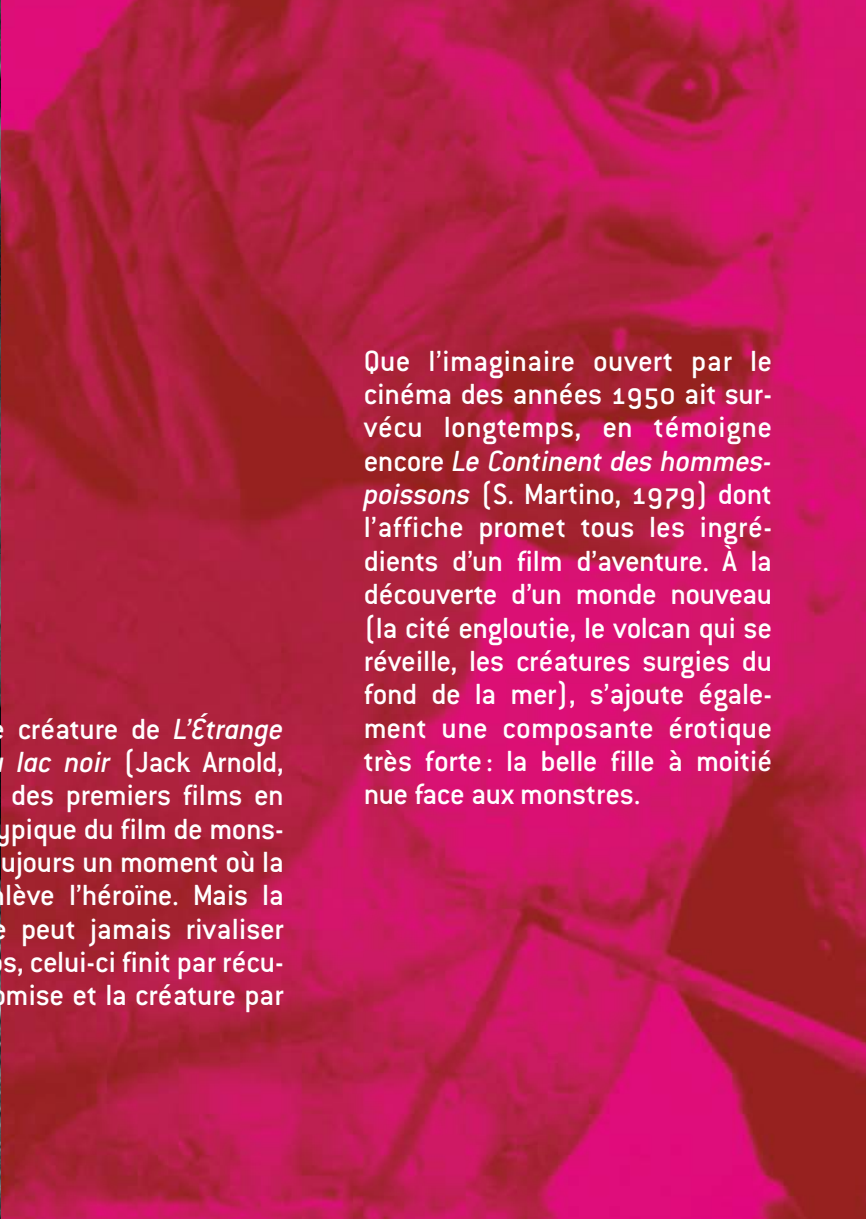 créature de L'Étrange
lac noir (Jack Arnold,
des premiers films en
ypique du film de mons-
ujours un moment où la
lève l'héroïne. Mais la
peut jamais rivaliser
s, celui-ci finit par récu-
omise et la créature par
Que l'imaginaire ouvert par le
cinéma des années 1950 ait sur-
vécu longtemps, en témoigne
encore Le Continent des hommes-
poissons (S. Martino, 1979) dont
l'affiche promet tous les ingré-
dients d'un film d'aventure. À la
découverte d'un monde nouveau
(la cité engloutie, le volcan qui se
réveille, les créatures surgies du
fond de la mer), s'ajoute égale-
ment une composante érotique
très forte : la belle fille à moitié
nue face aux monstres.